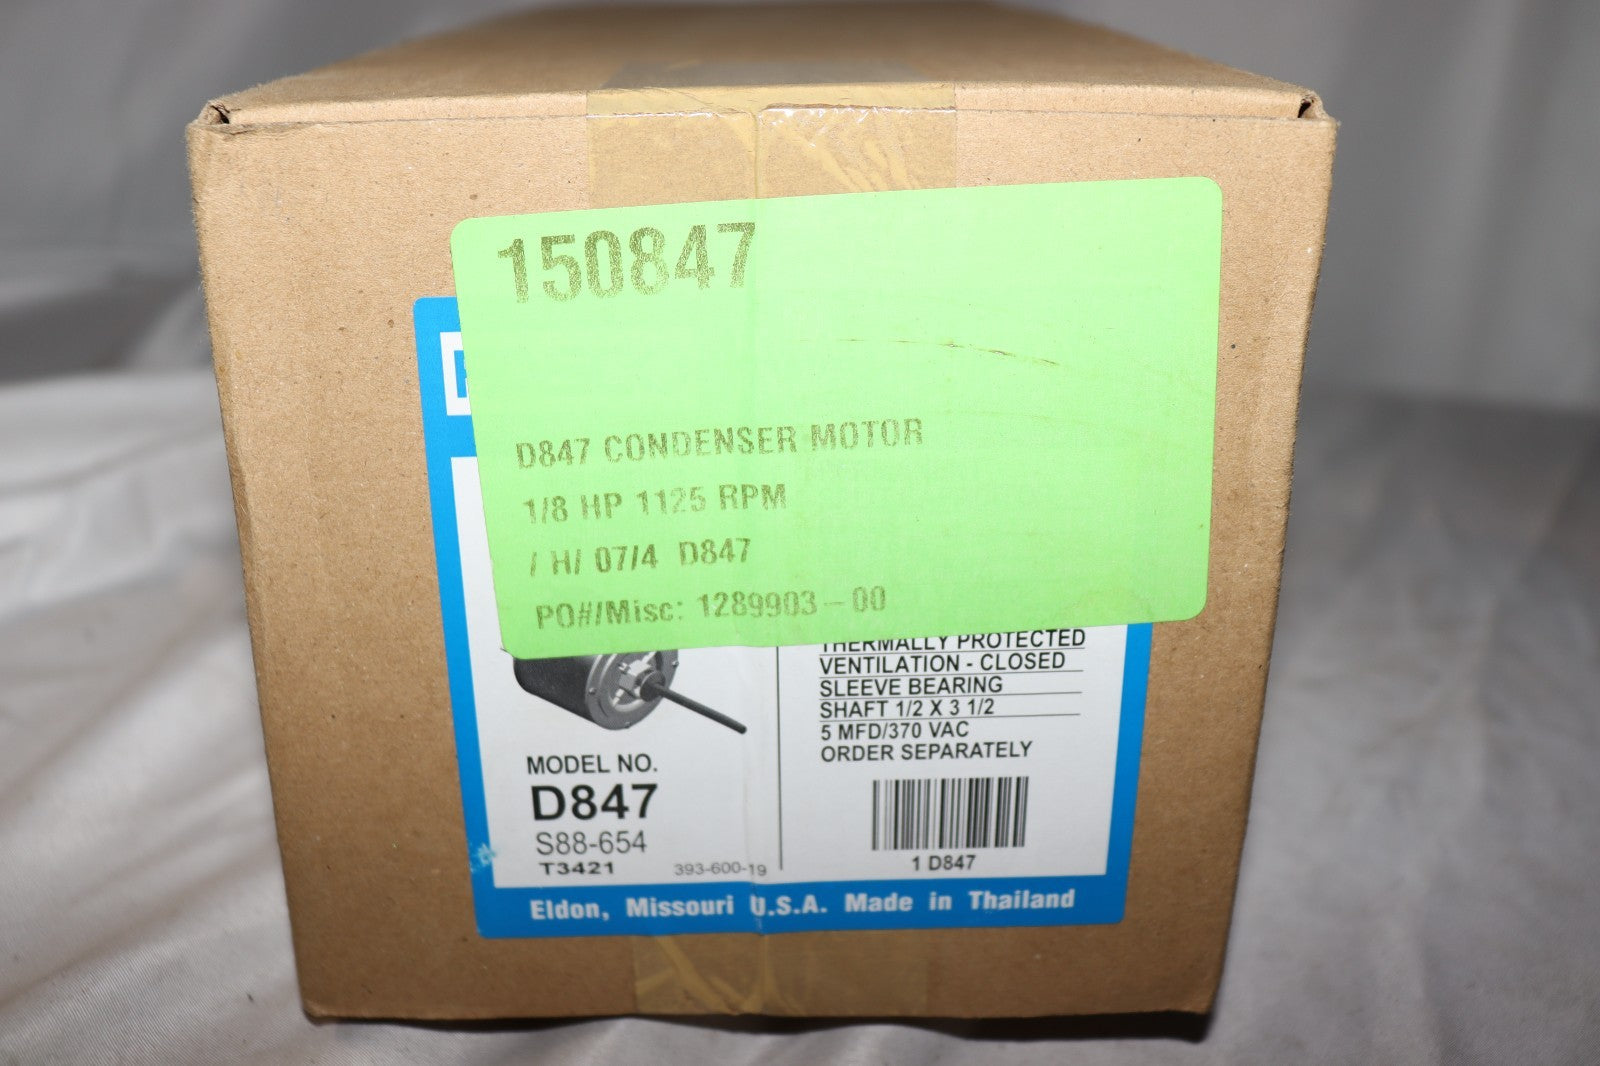 150847
D847 CONDENSER MOTOR
1/8 HP 1125 RPM
/ H/ 07/4 D847
PO#/Misc: 1289903-00
THERMALLY PROTECTED
VENTILATION - CLOSED
SLEEVE BEARING
SHAFT 1/2 X 3 1/2
5 MFD/370 VAC
ORDER SEPARATELY
MODEL NO.
D847
S88-654
T3421
393-600-19
1 D847
Eldon, Missouri U.S.A. Made in Thailand